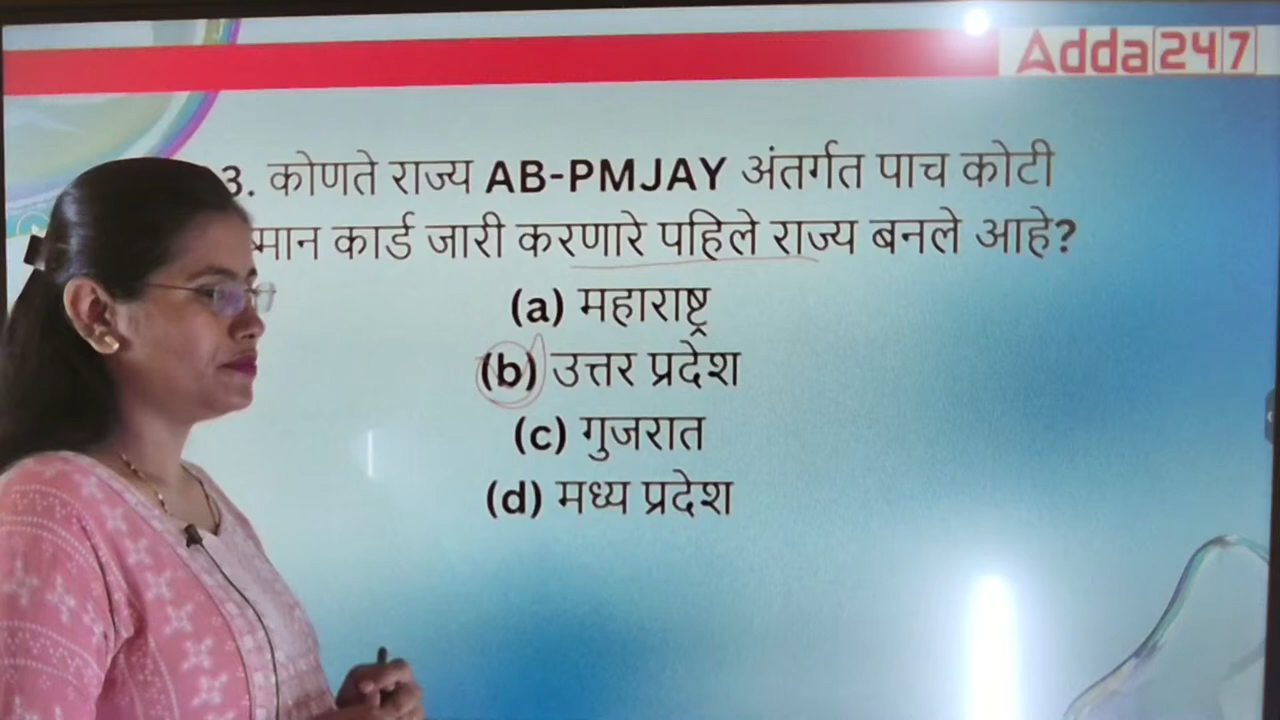 Adda247
3. कोणते राज्य AB-PMJAY अंतर्गत पाच कोटी
मान कार्ड जारी करणारे पहिले राज्य बनले आहे?
(a) महाराष्ट्र
(b) उत्तर प्रदेश
(c) गुजरात
(d) मध्य प्रदेश